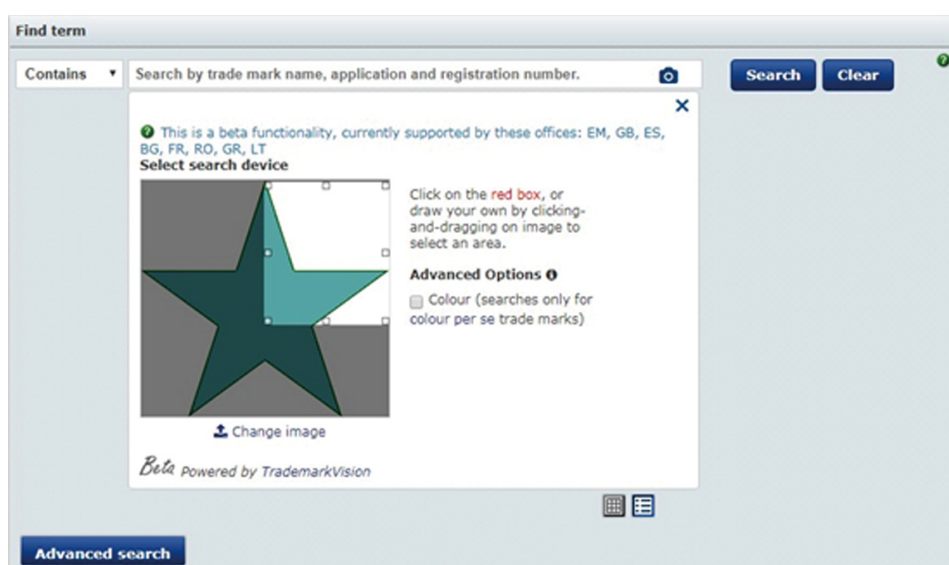 Find term
Contains Search by trade mark name, application and registration number. Search Clear
This is a beta functionality, currently supported by these offices: EM, GB, ES,
BG, FR, RO, GR, LT
Select search device
Click on the red box, or
draw your own by clicking-
and-dragging on image to
select an area.
Advanced Options
Colour (searches only for
colour per se trade marks)
Change image
Beta Powered by TrademarkVision
Advanced search